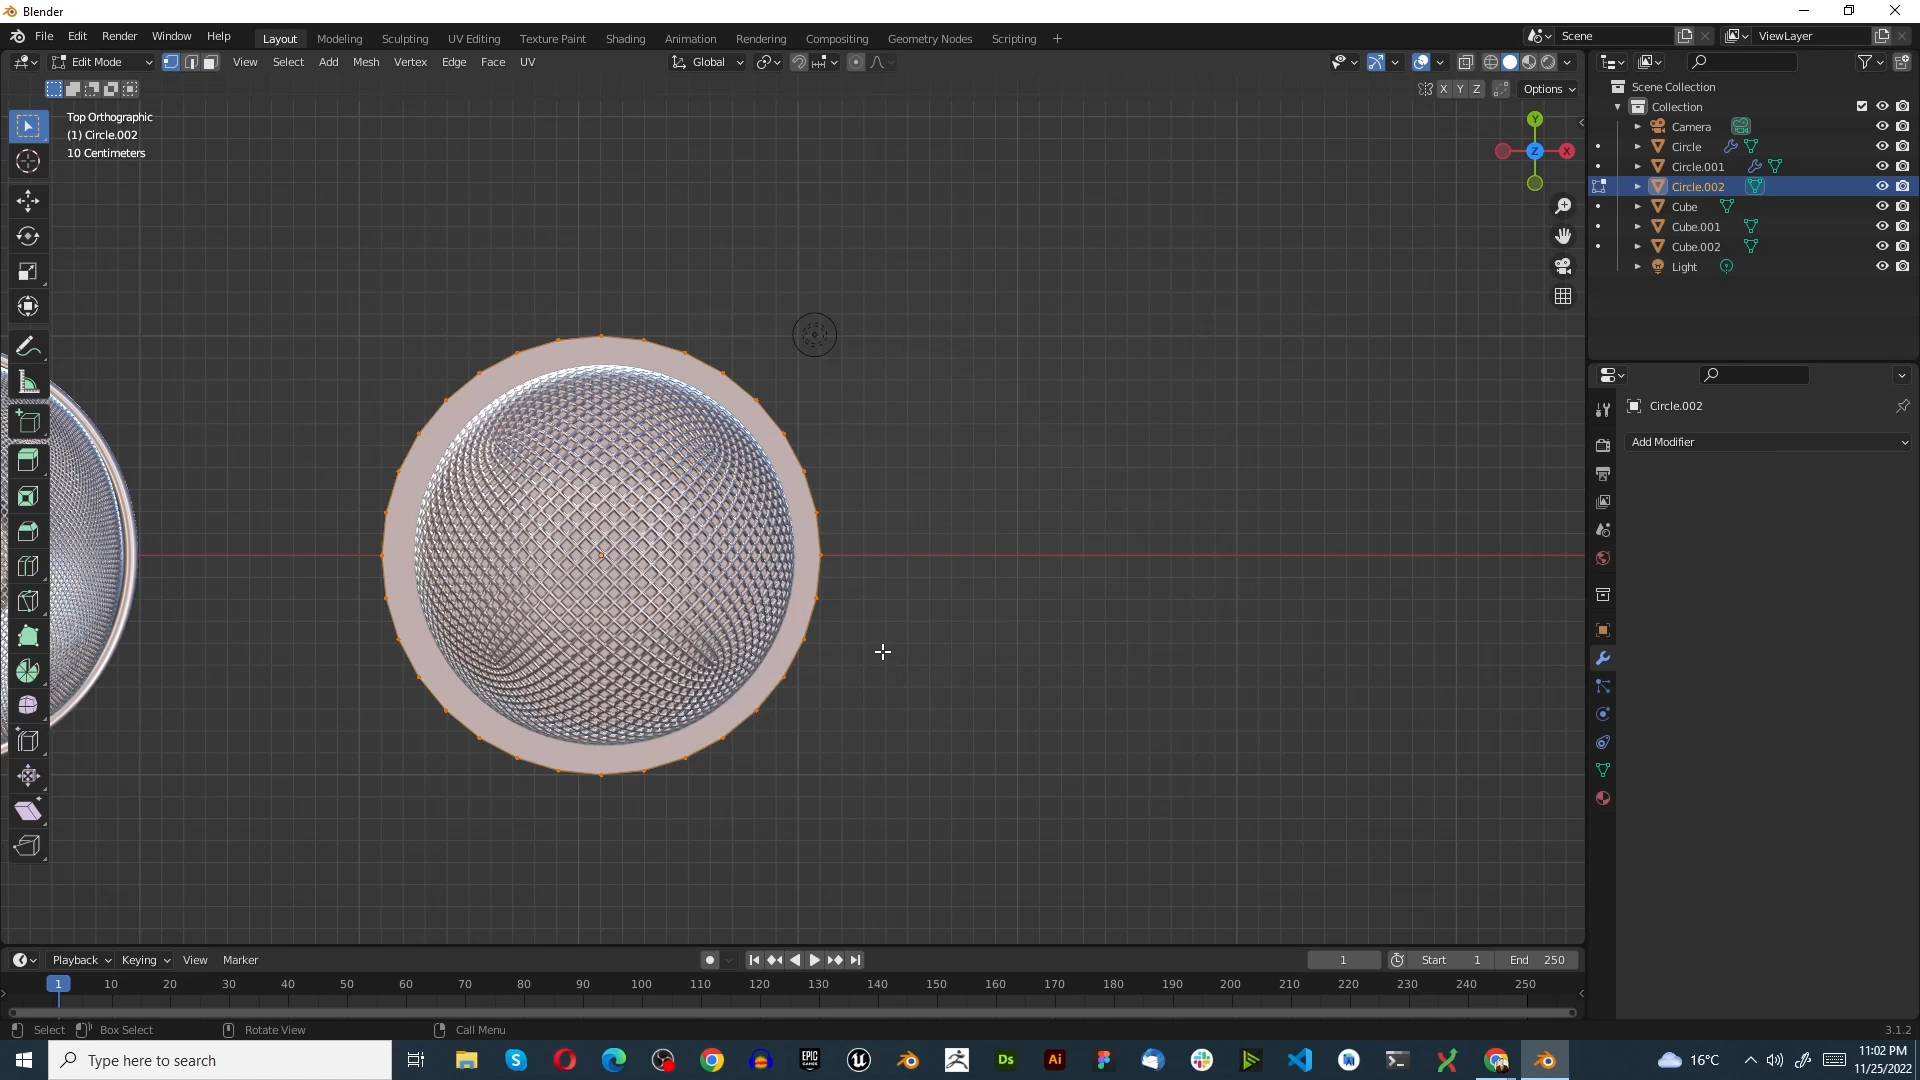 Blender
File Edit Render Window Help Layout Modeling Sculpting UV Editing Texture Paint Shading Animation Rendering Compositing Geometry Nodes Scripting + Scene ViewLayer
Edit Mode View Select Add Mesh Vertex Edge Face UV Global
X Y Z Options
Top Orthographic
(1) Circle.002
10 Centimeters
Y
Z X
Scene Collection
Collection
Camera
Circle
Circle.001
Circle.002
Cube
Cube.001
Cube.002
Light
Circle.002
Add Modifier
Playback Keying View Marker 1 Start 1 End 250
1 10 20 30 40 50 60 70 80 90 100 110 120 130 140 150 160 170 180 190 200 210 220 230 240 250
Select Box Select Rotate View Call Menu 3.1.2
Type here to search
S
EPIC GAMES
Ds
Ai
16°C
11:02 PM
11/25/2022